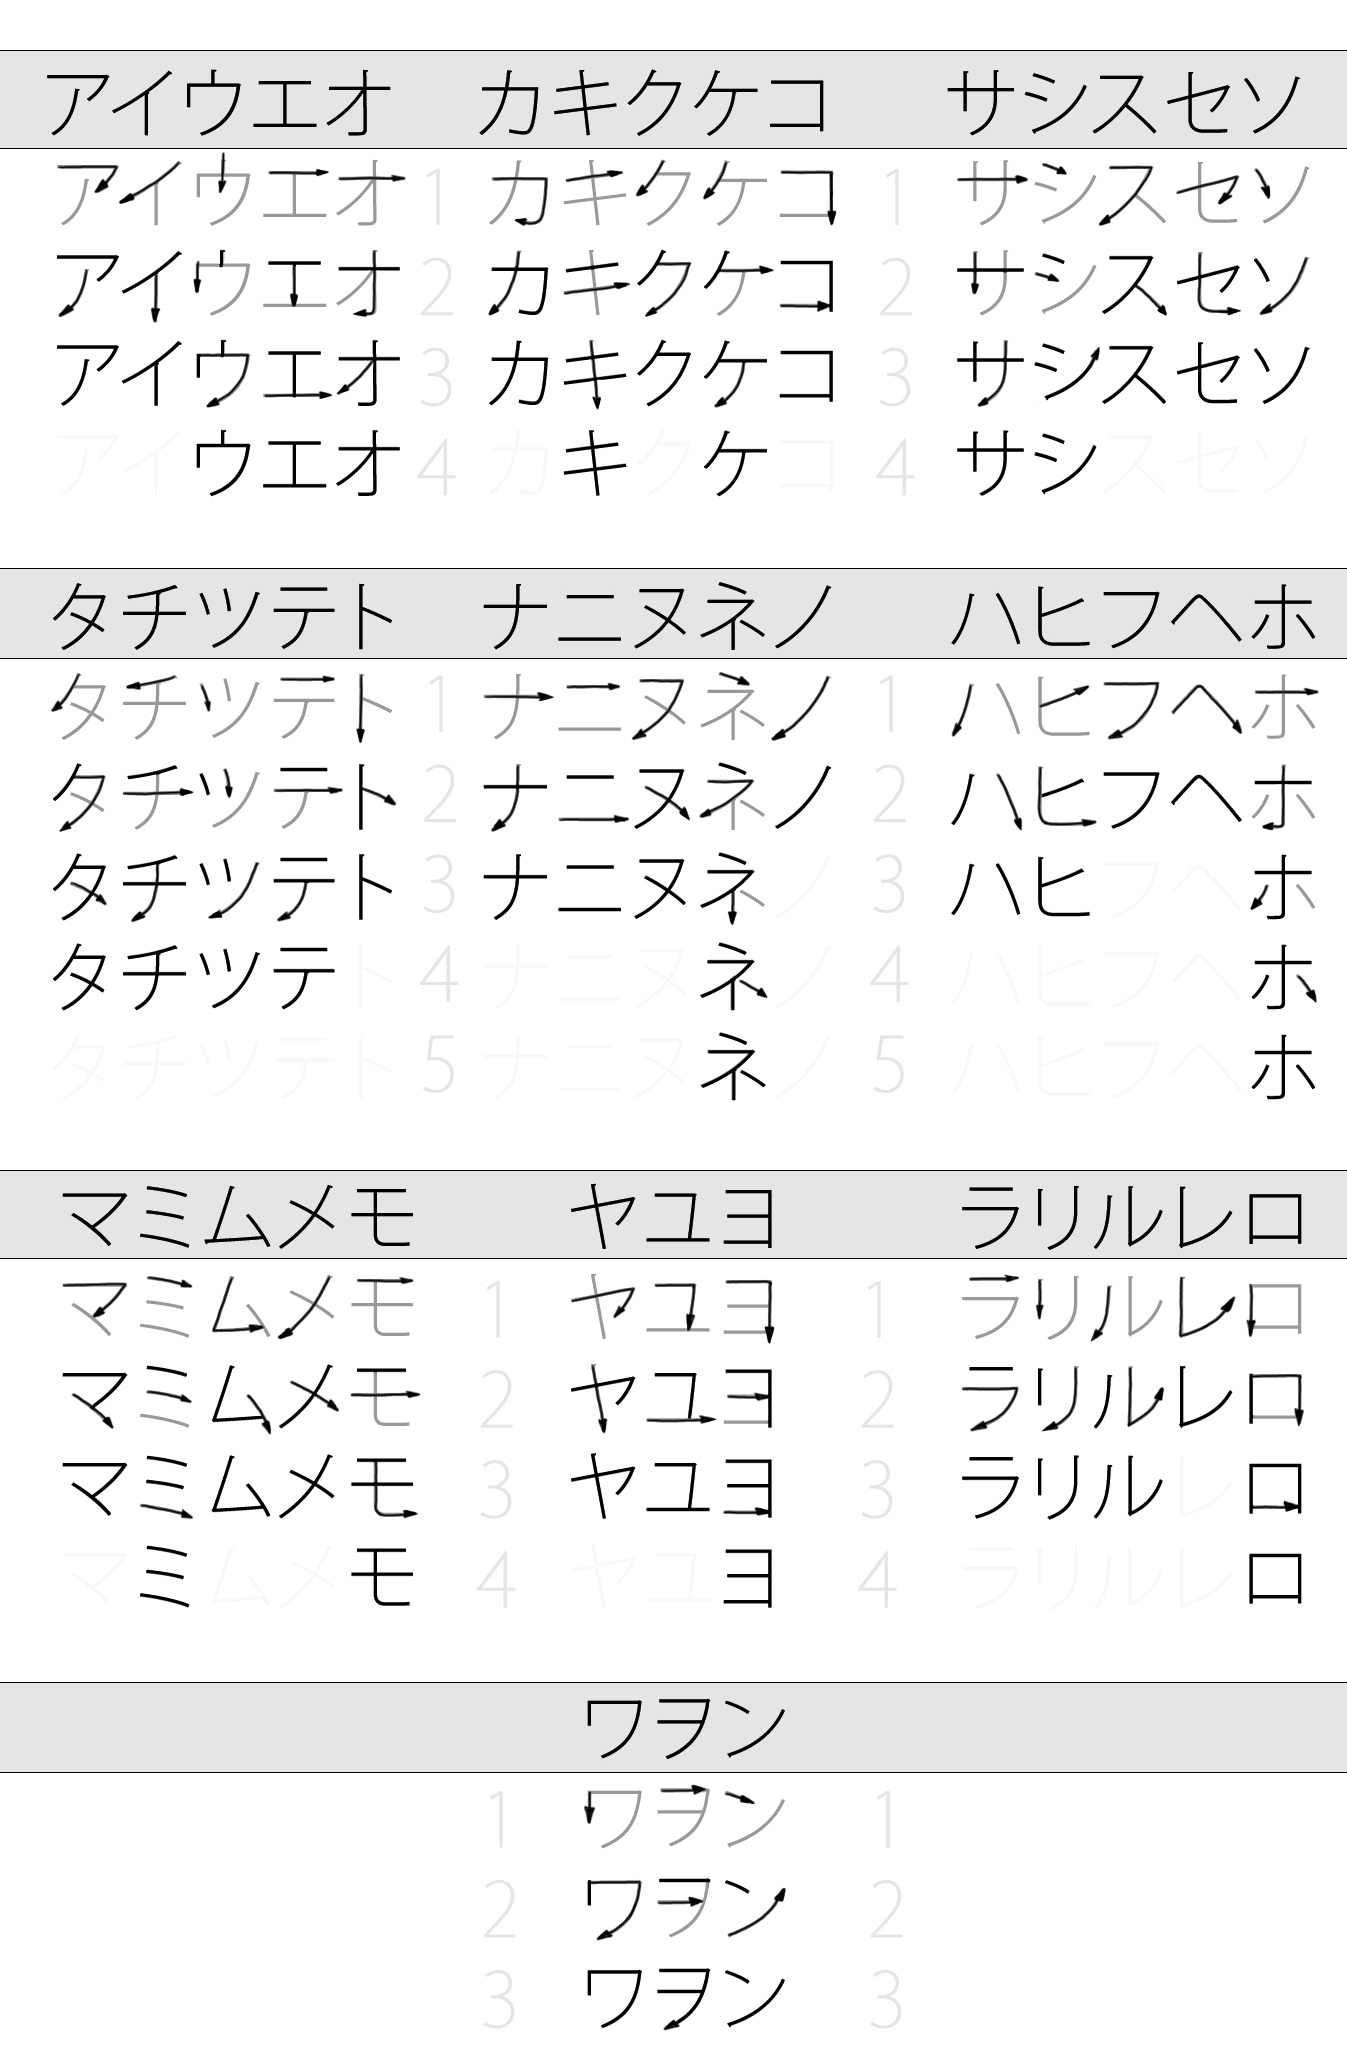 アイウエオ カキクケコ サシスセソ
アイウエオ 1 カキクケコ 1 サシスセソ
アイウエオ 2 カキクケコ 2 サシスセソ
アイウエオ 3 カキクケコ 3 サシスセソ
アイウエオ 4 カキクケコ 4 サシスセソ
タチツテト ナニヌネノ ハヒフヘホ
タチツテト 1 ナニヌネノ 1 ハヒフヘホ
タチツテト 2 ナニヌネノ 2 ハヒフヘホ
タチツテト 3 ナニヌネノ 3 ハヒフヘホ
タチツテト 4 ナニヌネノ 4 ハヒフヘホ
タチツテト 5 ナニヌネノ 5 ハヒフヘホ
マミムメモ ヤユヨ ラリルレロ
マミムメモ 1 ヤユヨ 1 ラリルレロ
マミムメモ 2 ヤユヨ 2 ラリルレロ
マミムメモ 3 ヤユヨ 3 ラリルレロ
マミムメモ 4 ヤユヨ 4 ラリルレロ
ワヲン
1 ワヲン 1
2 ワヲン 2
3 ワヲン 3